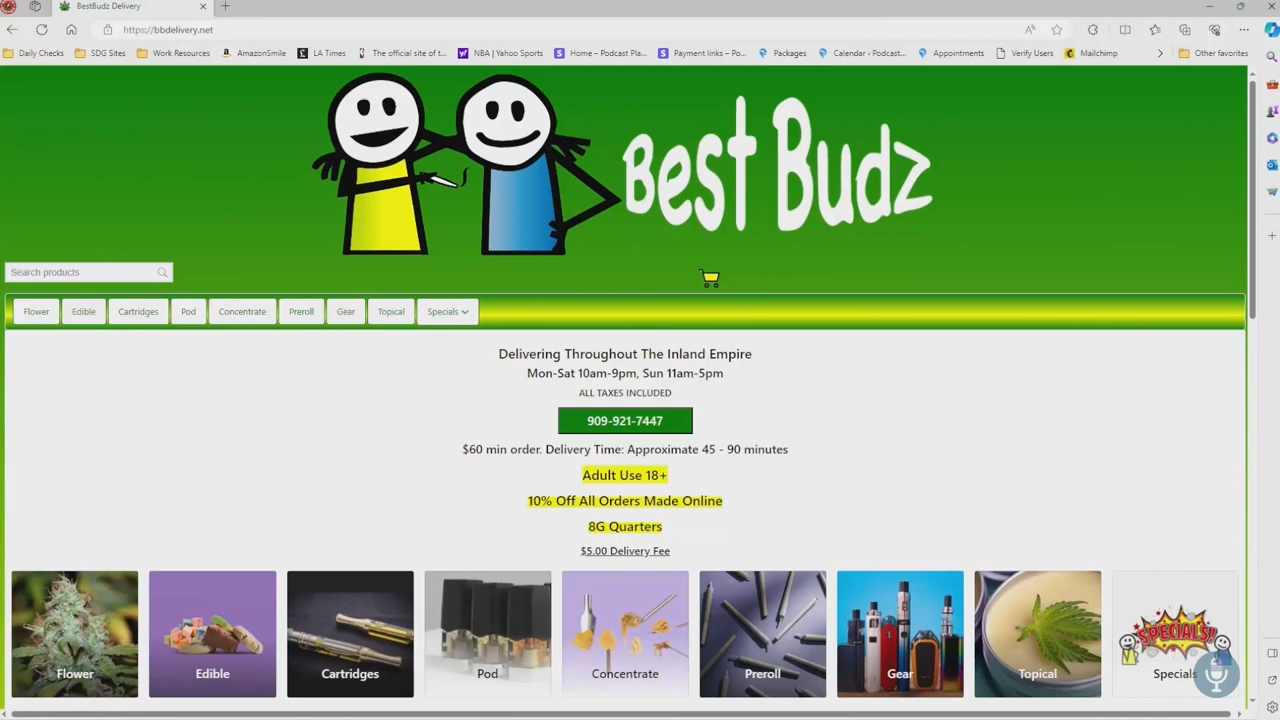 BestBudz Delivery
https://bbdelivery.net
Daily Checks
SDG Sites
Work Resources
AmazonSmile
LA Times
The official site of t...
NBA | Yahoo Sports
Home – Podcast Pla...
Payment links – Po...
Packages
Calendar ‹ Podcast...
Appointments
Verify Users
Mailchimp
Other favorites
Best Budz
Search products
Flower Edible Cartridges Pod Concentrate Preroll Gear Topical Specials
Delivering Throughout The Inland Empire
Mon-Sat 10am-9pm, Sun 11am-5pm
ALL TAXES INCLUDED
909-921-7447
$60 min order. Delivery Time: Approximate 45 - 90 minutes
Adult Use 18+
10% Off All Orders Made Online
8G Quarters
$5.00 Delivery Fee
SPECIALS!
Flower Edible Cartridges Pod Concentrate Preroll Gear Topical Specials